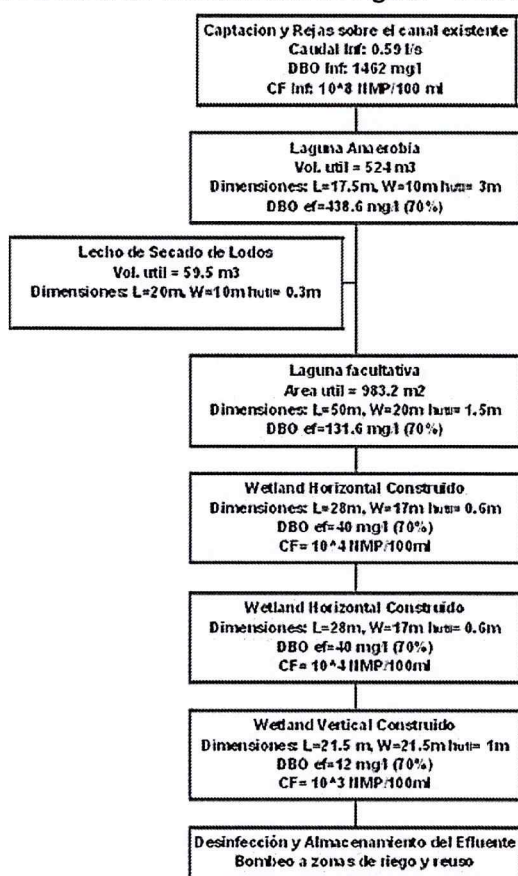 Captacion y Rejas sobre el canal existente
Caudal Inf: 0.59 l/s
DBO Inf: 1462 mg/l
CF Inf: 10^8 NMP/100 ml
Laguna Anaerobia
Vol. util = 524 m3
Dimensiones: L=17.5m, W=10m hutil= 3m
DBO ef=438.6 mg/l (70%)
Lecho de Secado de Lodos
Vol. util = 59.5 m3
Dimensiones: L=20m, W=10m hutil= 0.3m
Laguna facultativa
Area util = 983.2 m2
Dimensiones: L=50m, W=20m hutil= 1.5m
DBO ef=131.6 mg/l (70%)
Wetland Horizontal Construido
Dimensiones: L=28m, W=17m hutil= 0.6m
DBO ef=40 mg/l (70%)
CF= 10^4 NMP/100ml
Wetland Horizontal Construido
Dimensiones: L=28m, W=17m hutil= 0.6m
DBO ef=40 mg/l (70%)
CF= 10^4 NMP/100ml
Wetland Vertical Construido
Dimensiones: L=21.5 m, W=21.5m hutil= 1m
DBO ef=12 mg/l (70%)
CF= 10^3 NMP/100ml
Desinfección y Almacenamiento del Efluente
Bombeo a zonas de riego y reuso